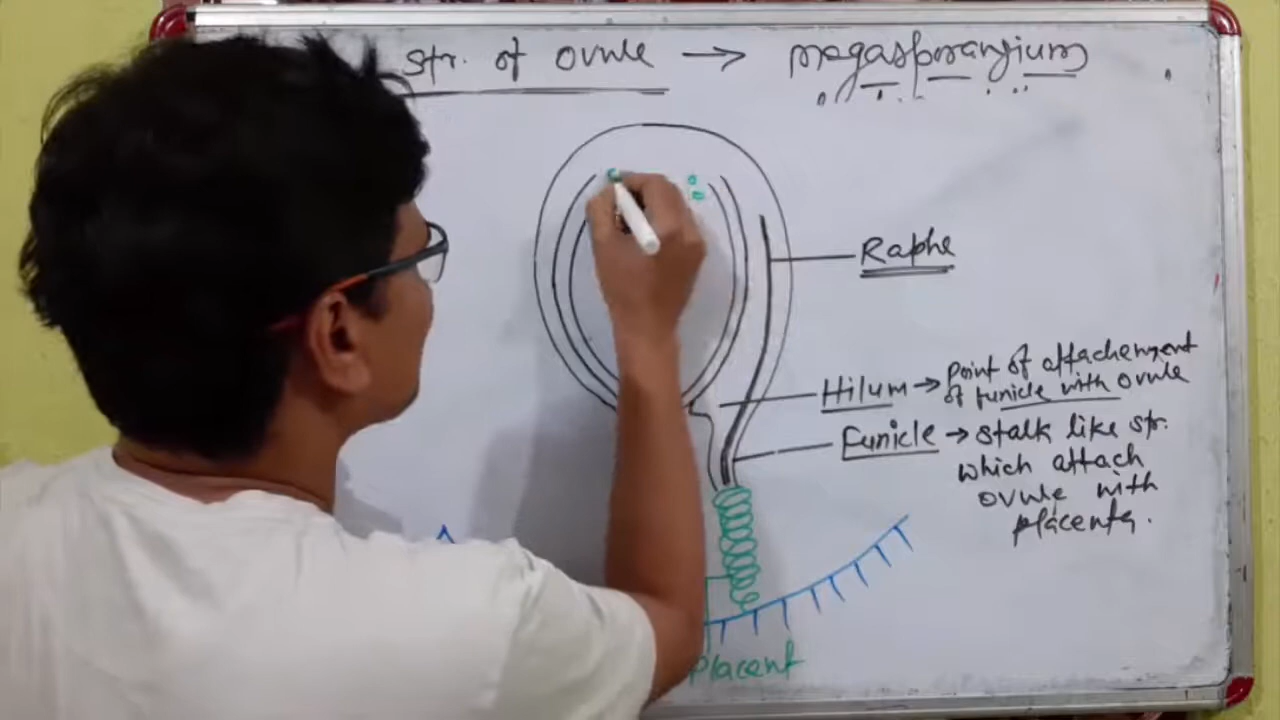 str. of ovule → megasporangium
Raphe
Hilum → Point of attachement
of funicle with ovule
Funicle → stalk like str.
which attach
ovule with
placenta.
Placent